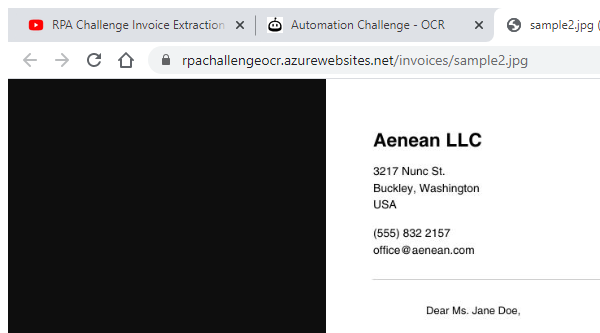 RPA Challenge Invoice Extraction
Automation Challenge - OCR
sample2.jpg (
rpachallengeocr.azurewebsites.net/invoices/sample2.jpg
Aenean LLC
3217 Nunc St.
Buckley, Washington
USA
(555) 832 2157
office@aenean.com
Dear Ms. Jane Doe,